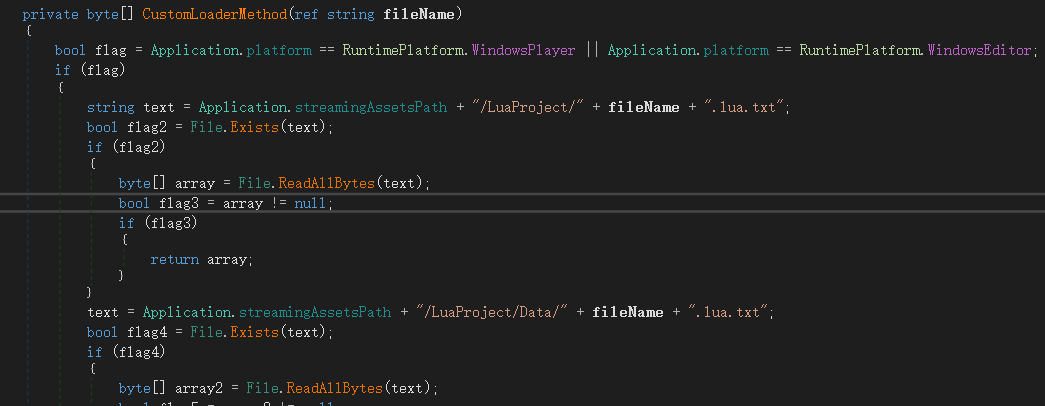 private byte[] CustomLoaderMethod(ref string fileName)
{
bool flag = Application.platform == RuntimePlatform.WindowsPlayer || Application.platform == RuntimePlatform.WindowsEditor;
if (flag)
{
string text = Application.streamingAssetsPath + "/LuaProject/" + fileName + ".lua.txt";
bool flag2 = File.Exists(text);
if (flag2)
{
byte[] array = File.ReadAllBytes(text);
bool flag3 = array != null;
if (flag3)
{
return array;
}
}
text = Application.streamingAssetsPath + "/LuaProject/Data/" + fileName + ".lua.txt";
bool flag4 = File.Exists(text);
if (flag4)
{
byte[] array2 = File.ReadAllBytes(text);